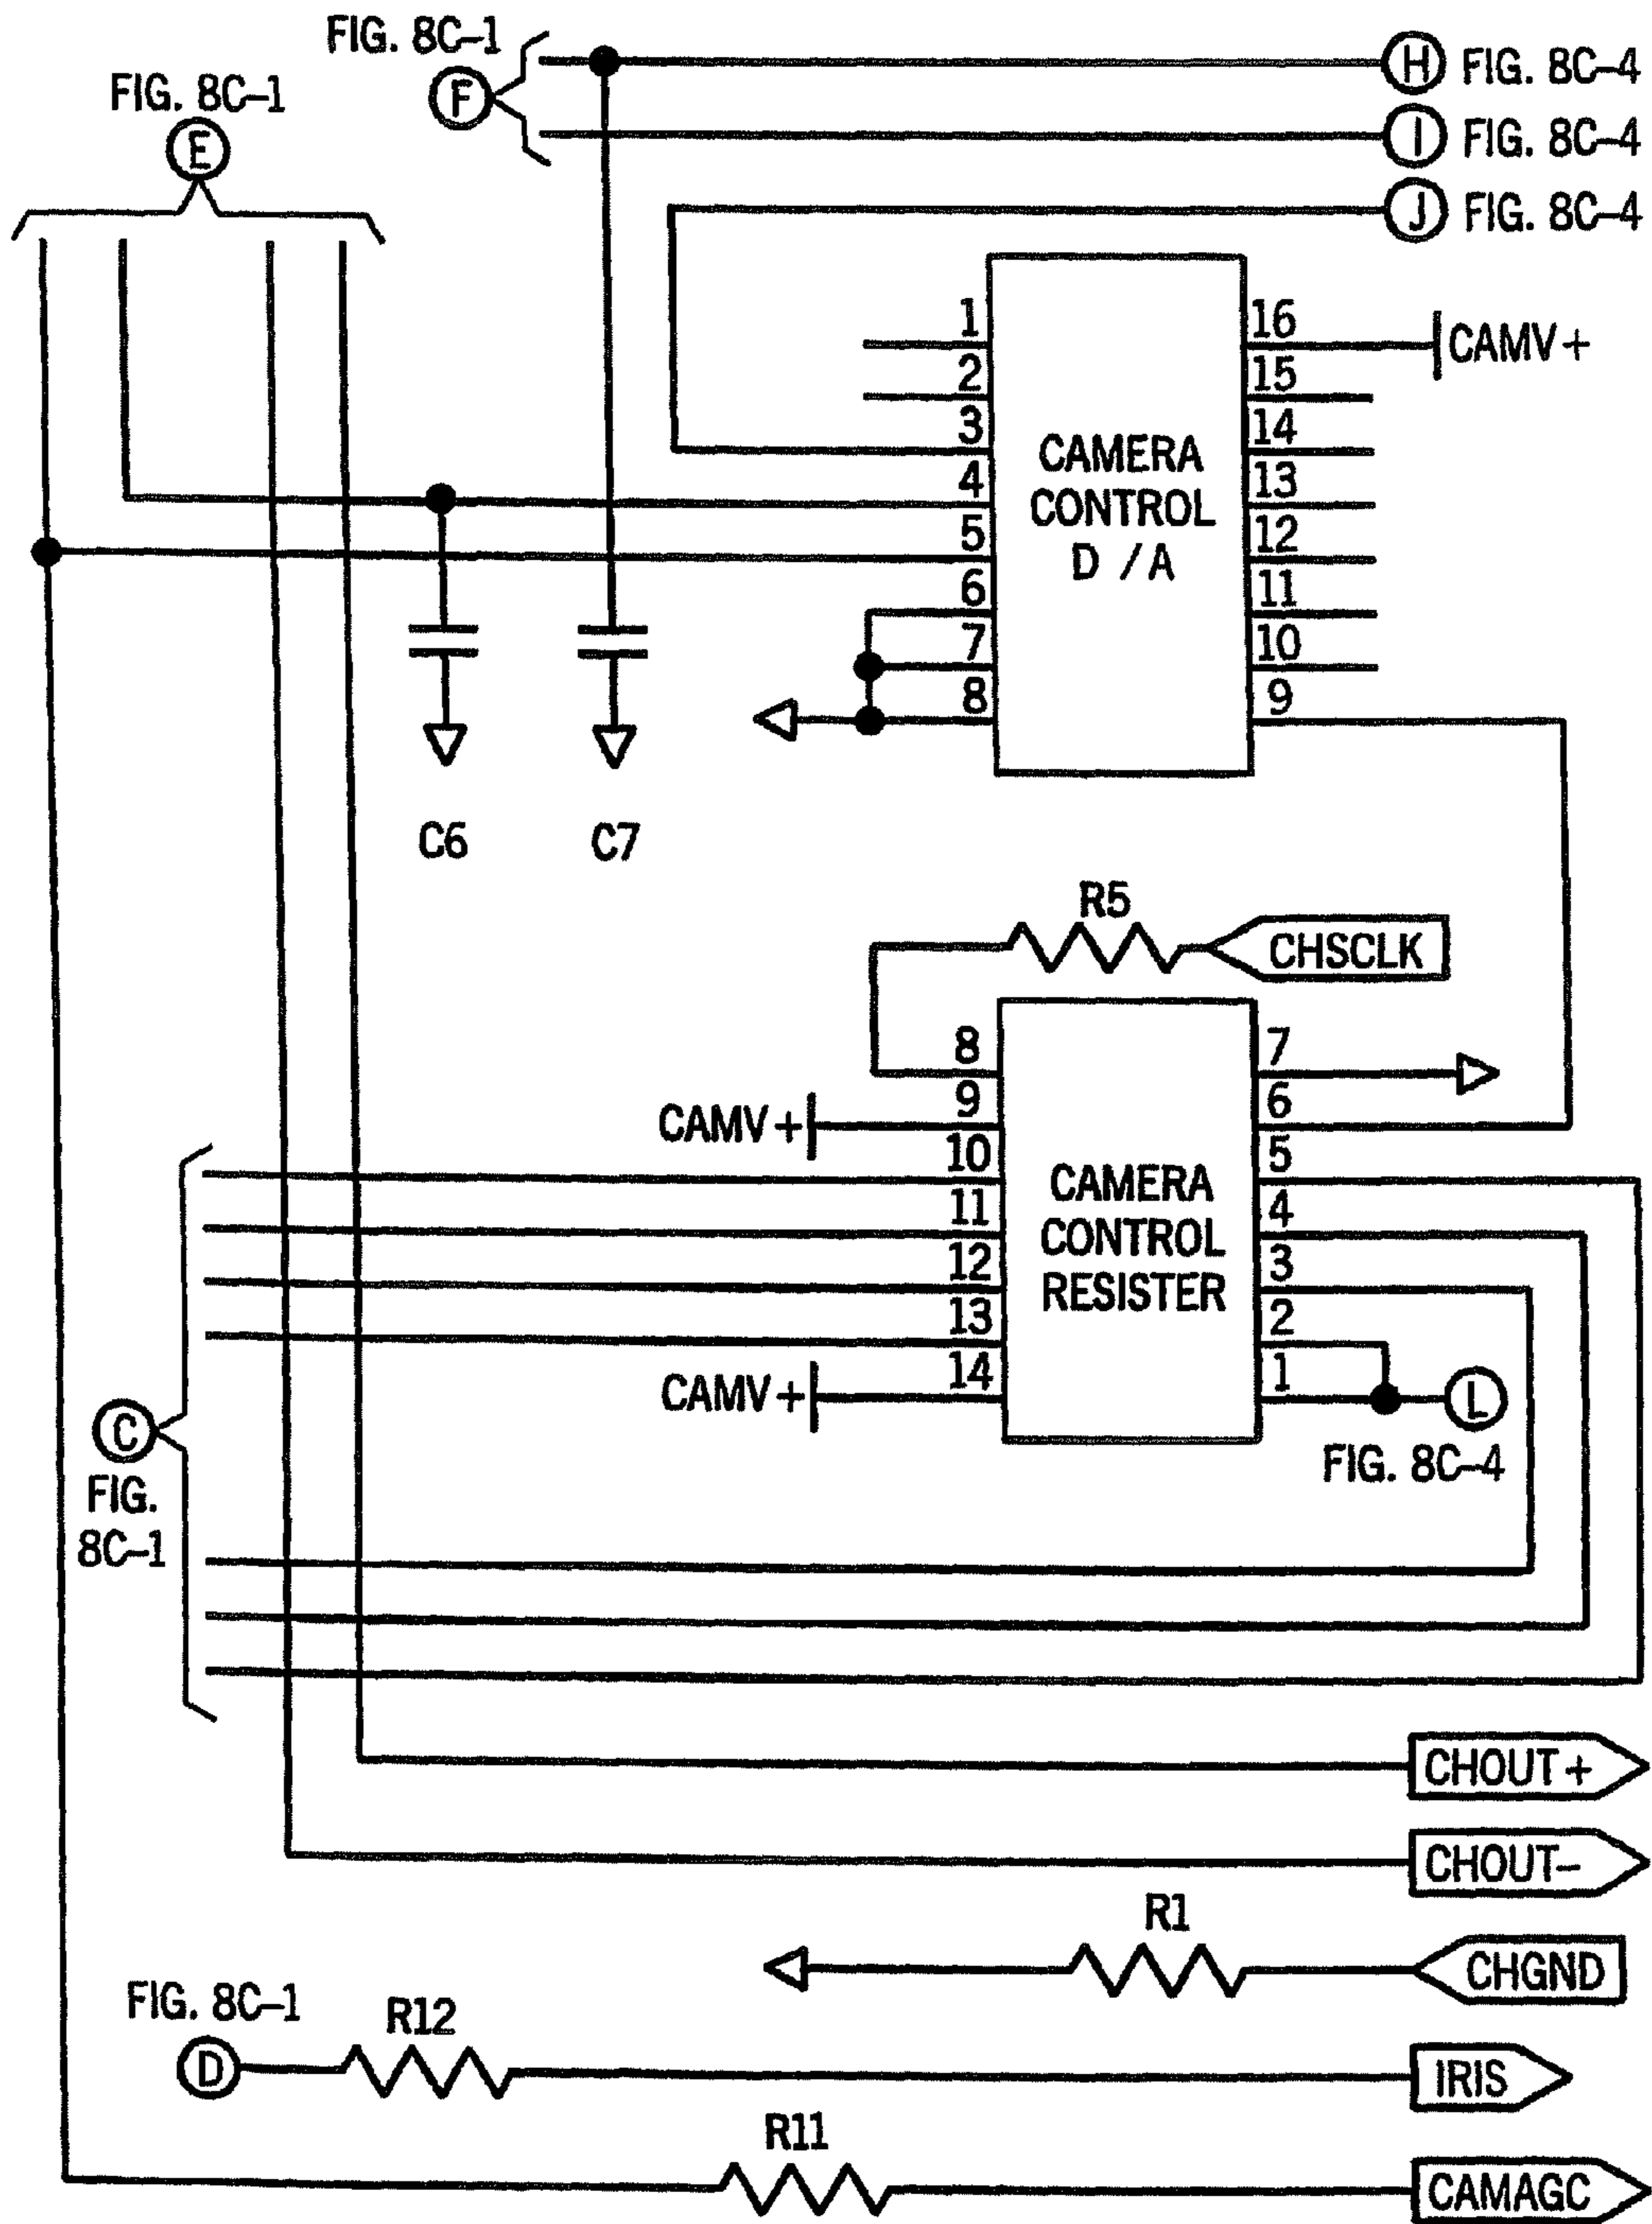 FIG. 8C-1
F
H FIG. 8C-4
FIG. 8C-1
E
I FIG. 8C-4
J FIG. 8C-4
1 16 CAMV+
2 15
3 14
4 13
5 12
6 11
7 10
8 9
CAMERA
CONTROL
D /A
C6 C7
R5
CHSCLK
8 7
CAMV+ 9 6
10 5
11 4
12 3
13 2
CAMV+ 14 1 L
CAMERA
CONTROL
RESISTER
FIG. 8C-4
C
FIG.
8C-1
CHOUT+
CHOUT-
R1
CHGND
FIG. 8C-1
D
R12
IRIS
R11
CAMAGC